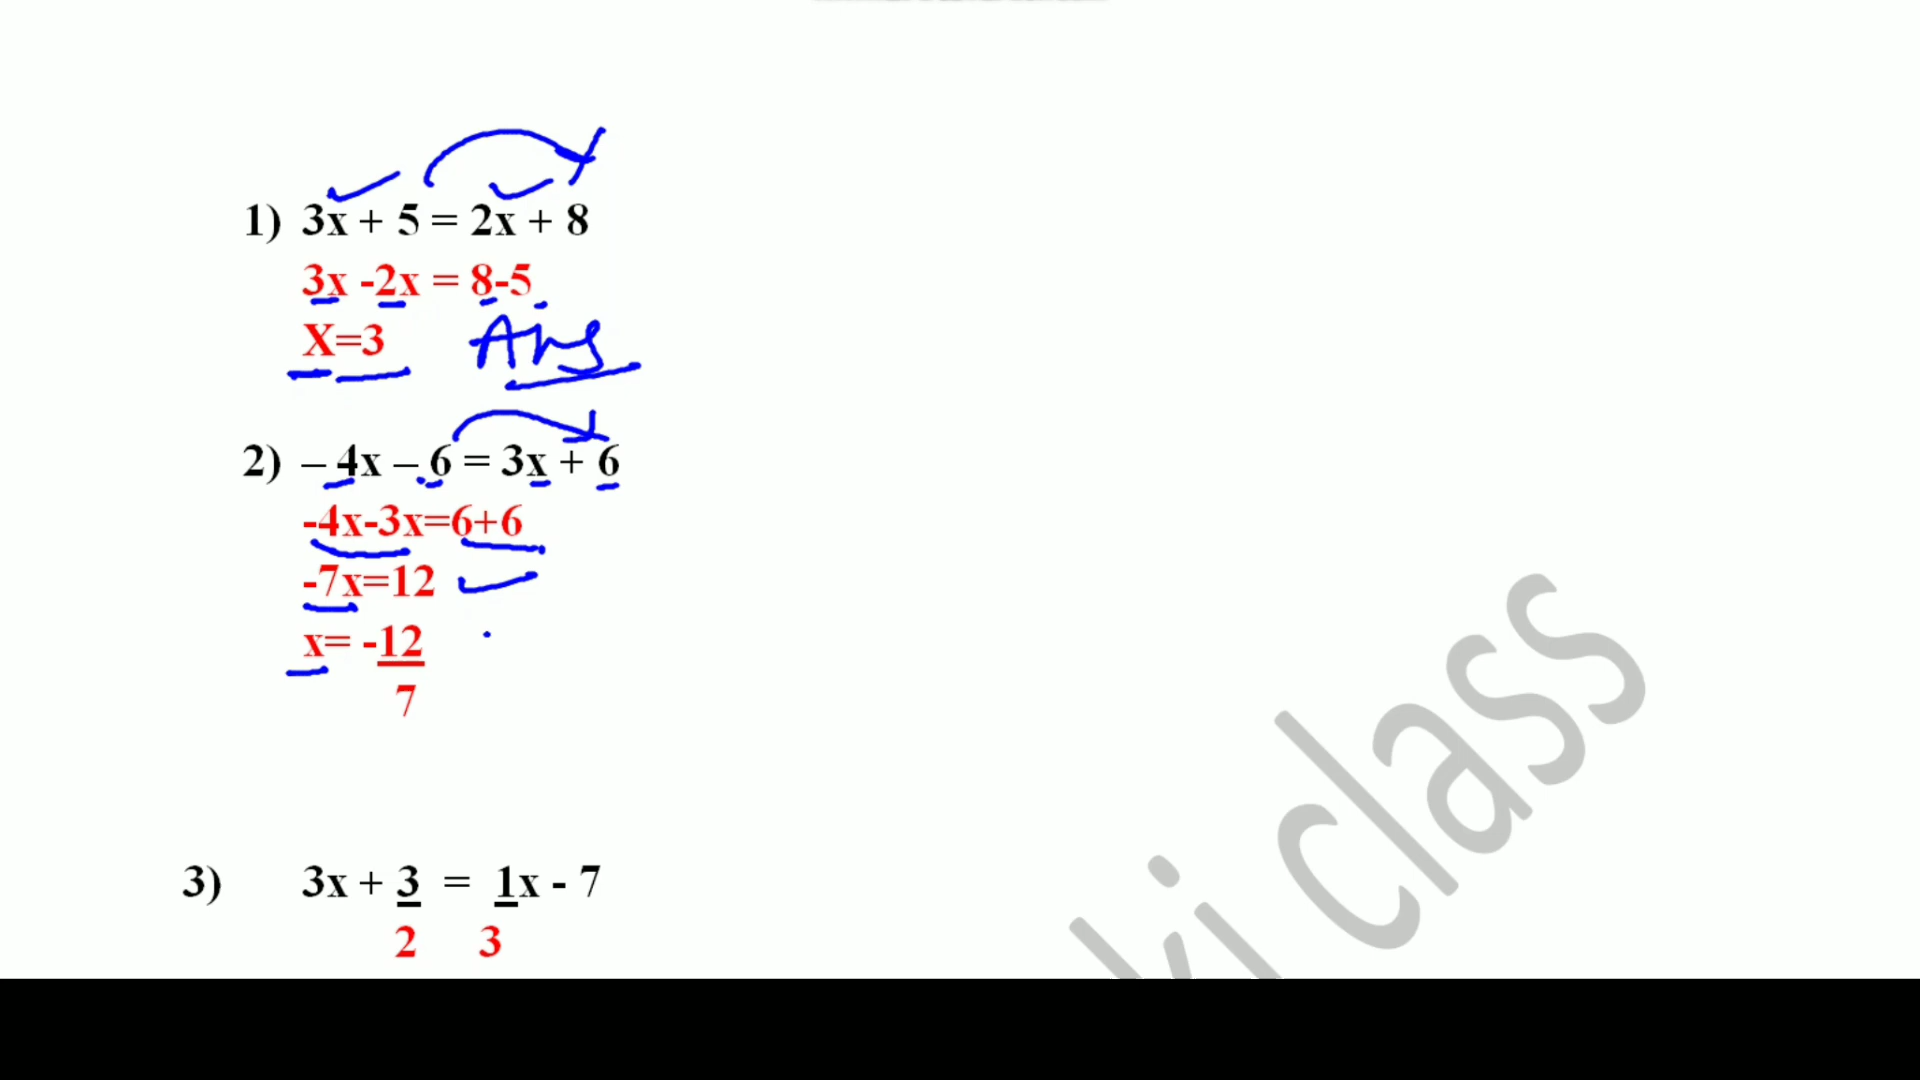 1) 3x + 5 = 2x + 8
3x -2x = 8-5
X=3 Ans
2) – 4x – 6 = 3x + 6
-4x-3x=6+6
-7x=12
x= -12
7
3) 3x + 3 = 1x - 7
2 3
class